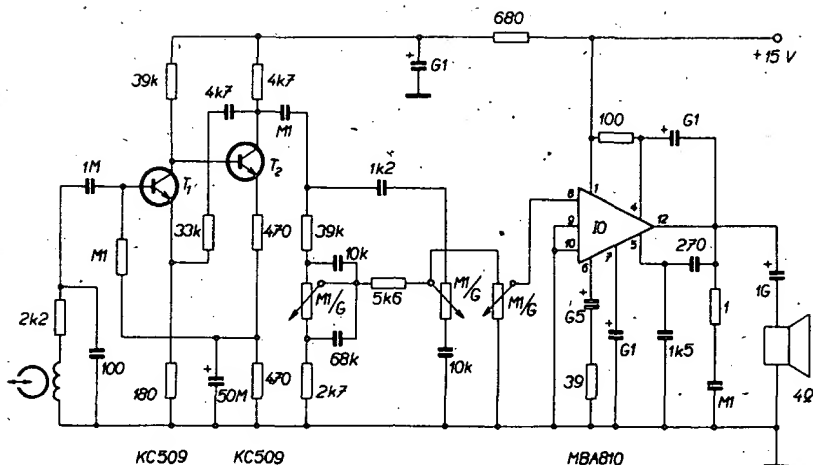 680
+
G1
+15 V
39k
4k7
4k7
M1
100
+
G1
1M
T1
T2
1k2
8
1
4
9
IO
12
10
5
6
7
M1
33k
470
39k
10k
M1/G
5k6
M1/G
M1/G
270
+
G5
+
G1
+
1G
2k2
100
68k
1k5
1
180
+
50M
470
2k7
10k
39
M1
4Ω
KC509
KC509
MBA810